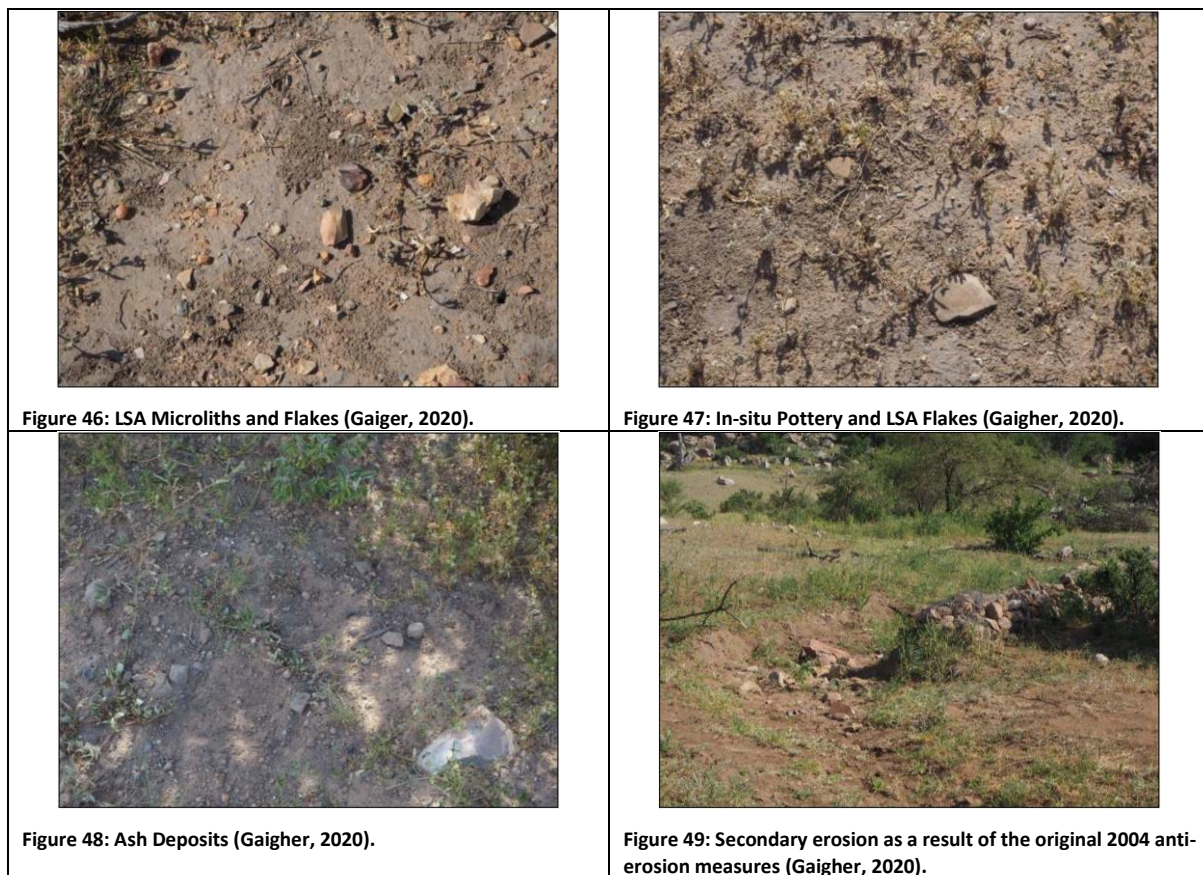 Figure 46: LSA Microliths and Flakes (Gaiger, 2020).
Figure 47: In-situ Pottery and LSA Flakes (Gaigher, 2020).
Figure 48: Ash Deposits (Gaigher, 2020).
Figure 49: Secondary erosion as a result of the original 2004 anti-
erosion measures (Gaigher, 2020).